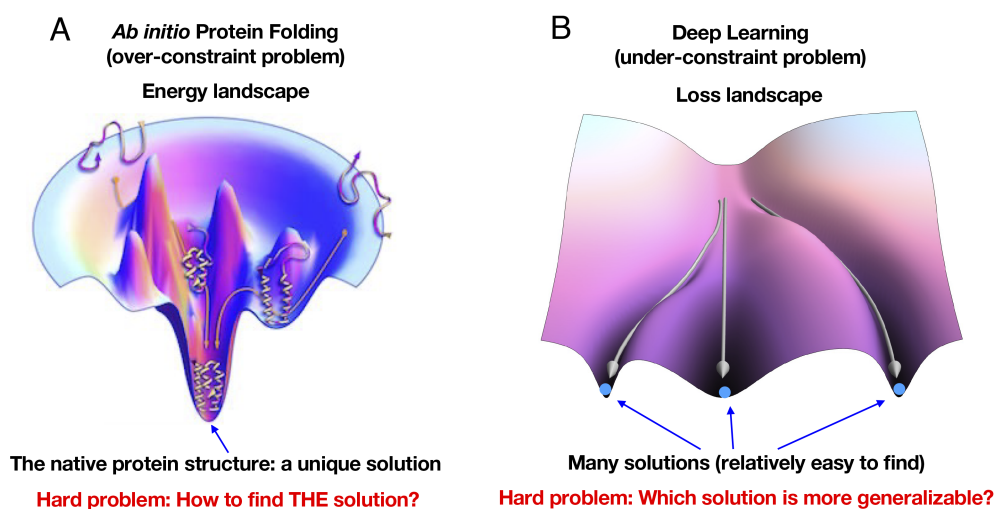 A
Ab initio Protein Folding
(over-constraint problem)
Energy landscape
The native protein structure: a unique solution
Hard problem: How to find THE solution?
B
Deep Learning
(under-constraint problem)
Loss landscape
Many solutions (relatively easy to find)
Hard problem: Which solution is more generalizable?